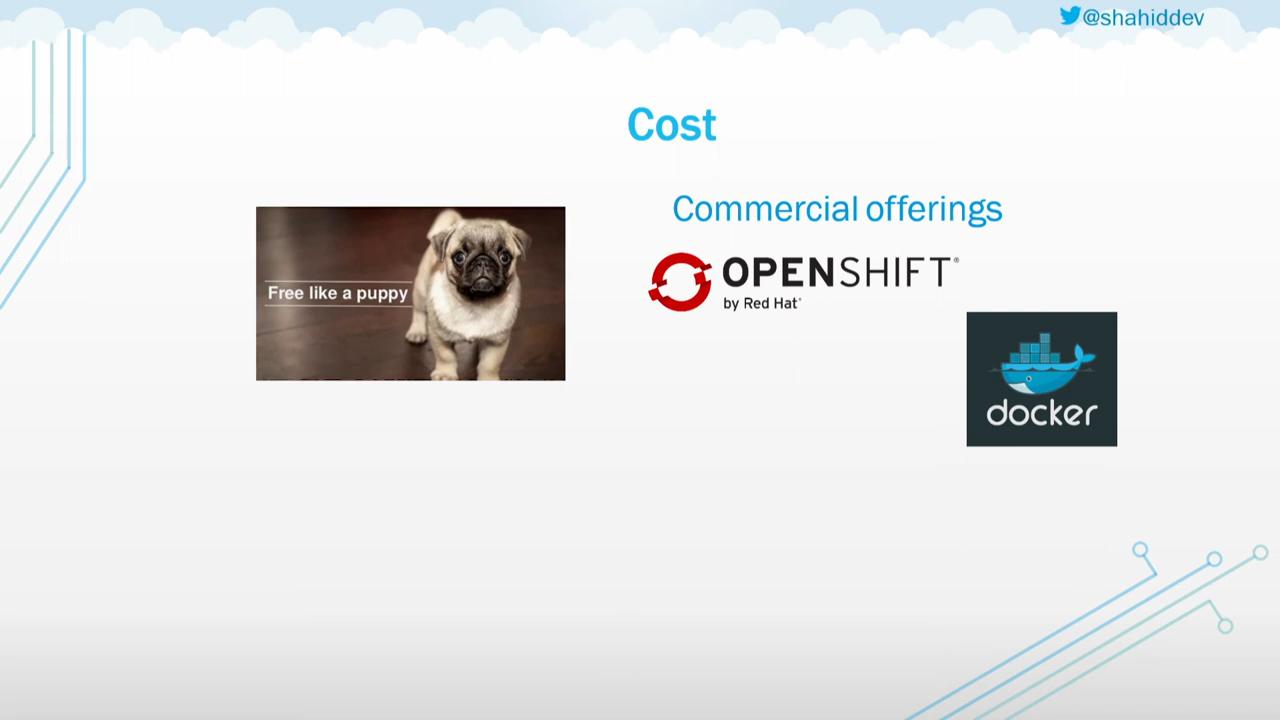 @shahiddev
Cost
Free like a puppy
Commercial offerings
OPENSHIFT®
by Red Hat®
docker